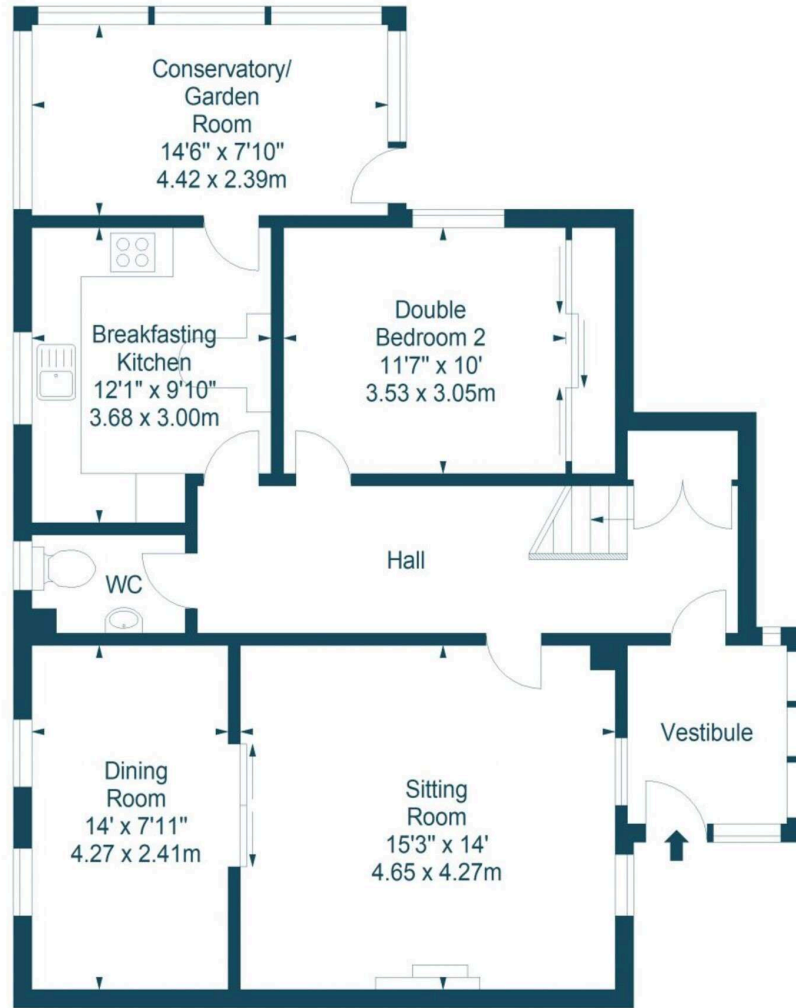 Conservatory/
Garden
Room
14'6" x 7'10"
4.42 x 2.39m
Breakfasting
Kitchen
12'1" x 9'10"
3.68 x 3.00m
Double
Bedroom 2
11'7" x 10'
3.53 x 3.05m
Hall
WC
Vestibule
Dining
Room
14' x 7'11"
4.27 x 2.41m
Sitting
Room
15'3" x 14'
4.65 x 4.27m